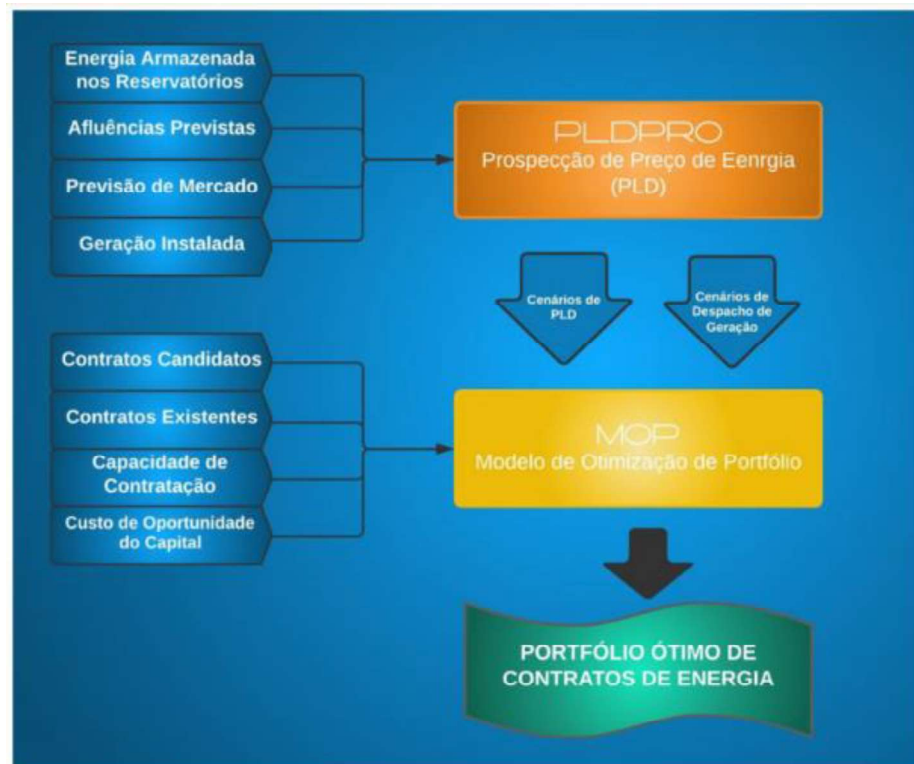 Energia Armazenada
nos Reservatórios
Afluências Previstas
Previsão de Mercado
Geração Instalada
PLDPRO
Prospecção de Preço de Eenrgia
(PLD)
Cenários de
PLD
Cenários de
Despacho de
Geração
Contratos Candidatos
Contratos Existentes
Capacidade de
Contratação
Custo de Oportunidade
do Capital
MOP
Modelo de Otimização de Portfólio
PORTFÓLIO ÓTIMO DE
CONTRATOS DE ENERGIA